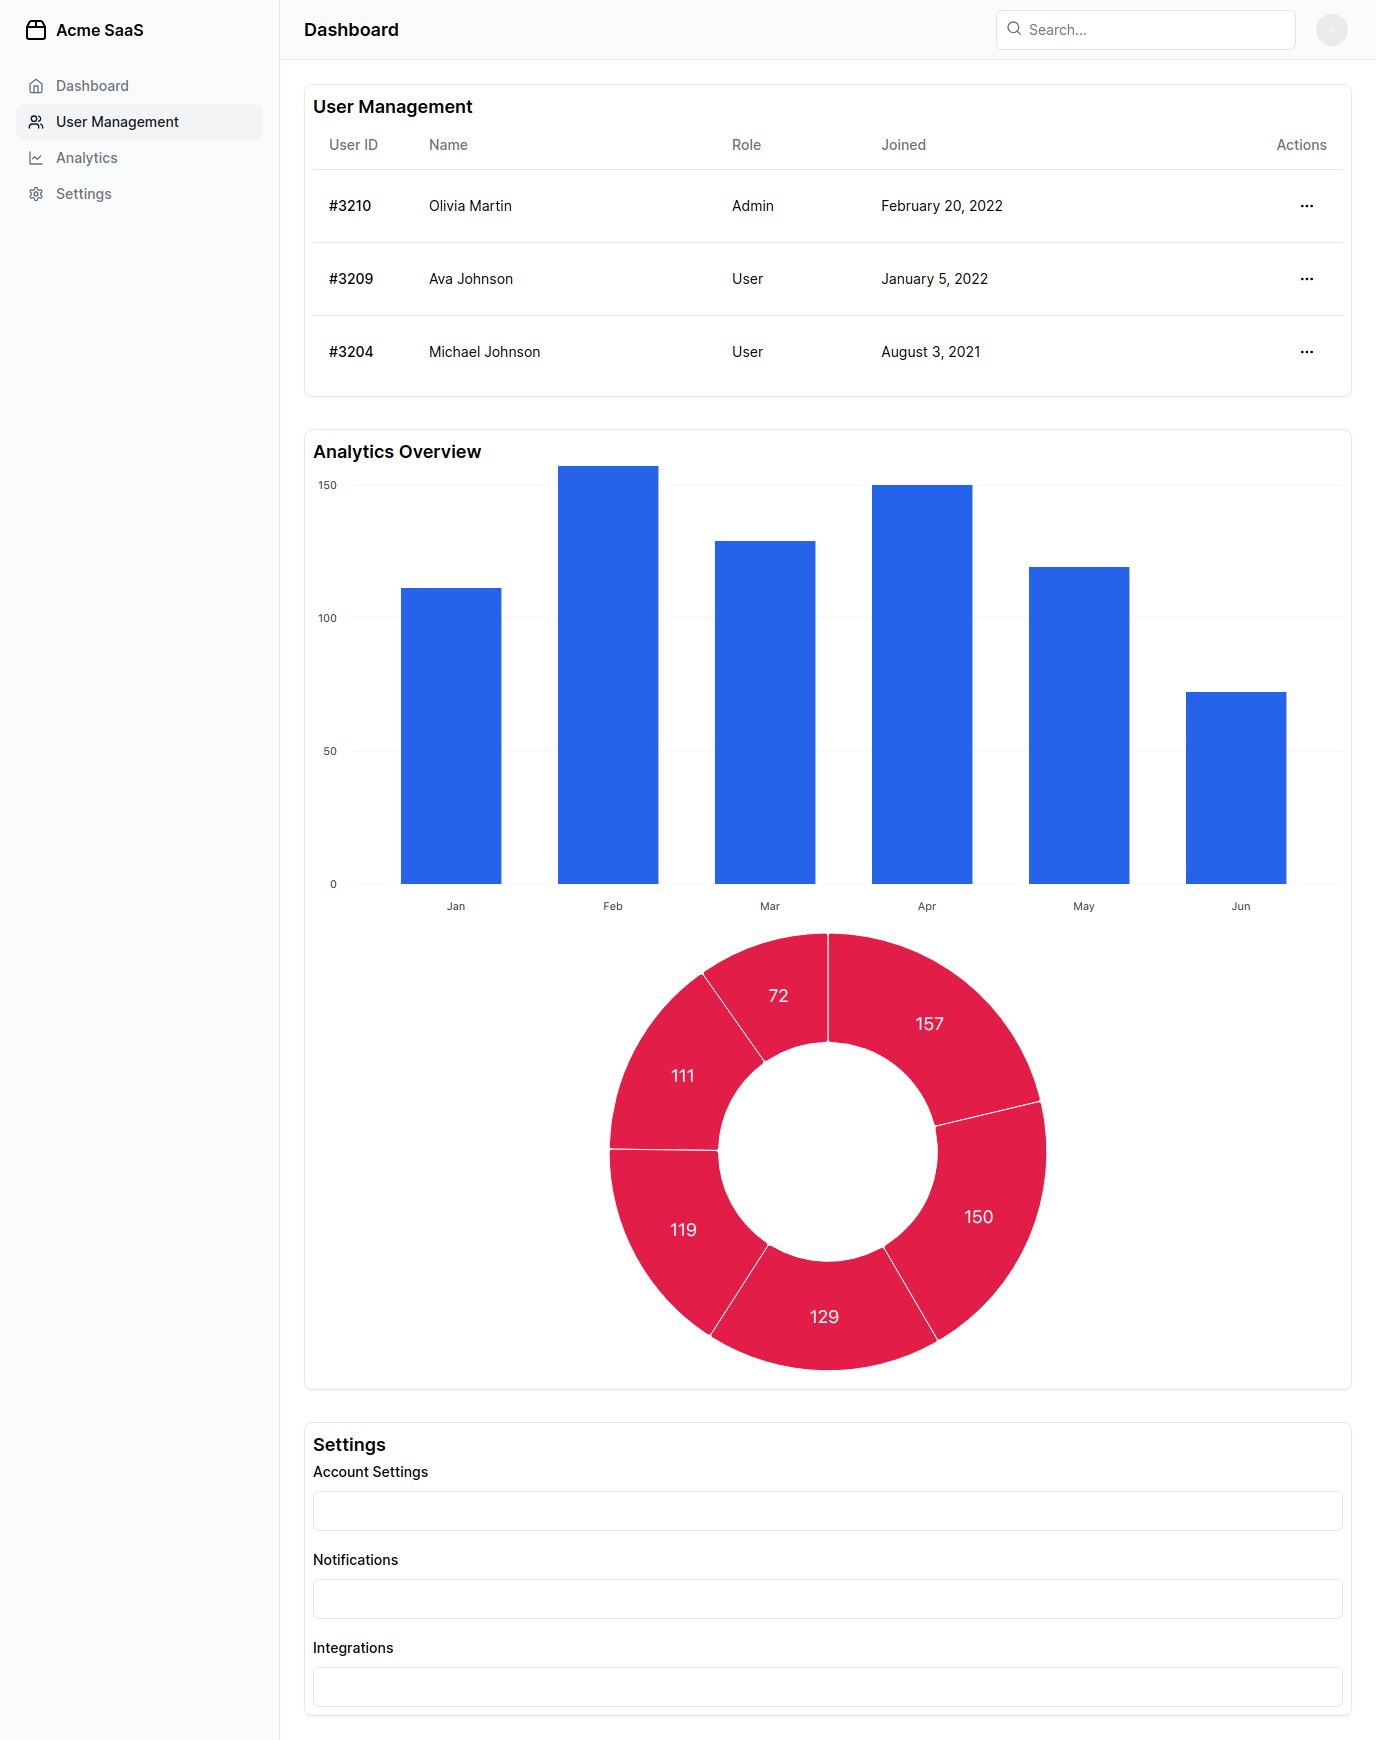 Acme SaaS
Dashboard
User Management
Analytics
Settings
Dashboard
Search...
User Management
User ID Name Role Joined Actions
#3210 Olivia Martin Admin February 20, 2022
#3209 Ava Johnson User January 5, 2022
#3204 Michael Johnson User August 3, 2021
Analytics Overview
150
100
50
0
Jan Feb Mar Apr May Jun
72
157
111
150
119
129
Settings
Account Settings
Notifications
Integrations